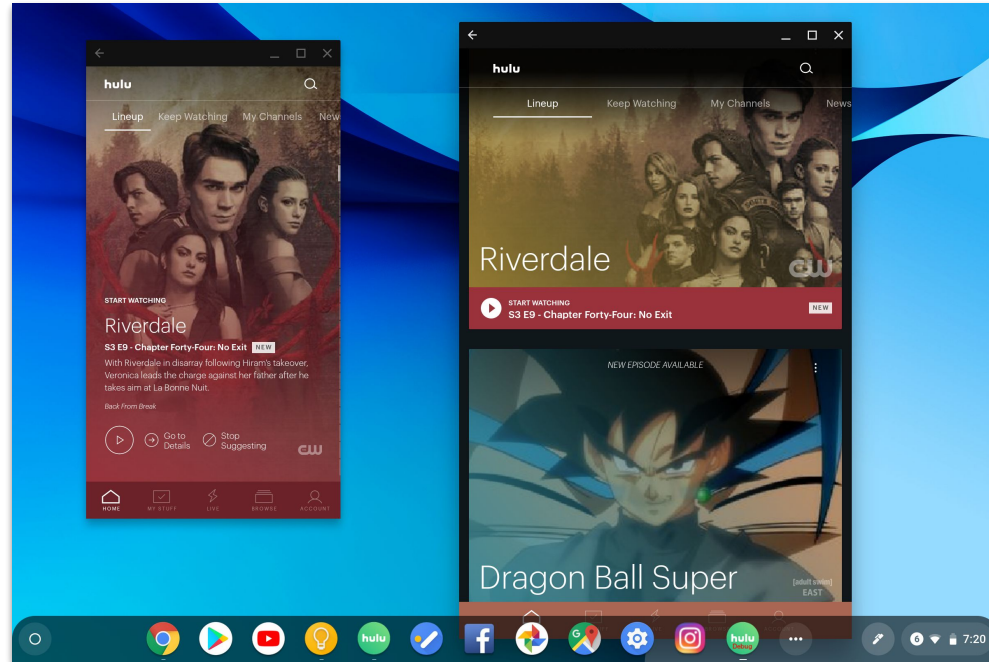 hulu
Lineup Keep Watching My Channels New
START WATCHING
Riverdale
S3 E9 - Chapter Forty-Four: No Exit NEW
With Riverdale in disarray following Hiram's takeover,
Veronica leads the charge against her father after he
takes aim at La Bonne Nuit.
Back From Break
Go to
Details
Stop
Suggesting
CW
HOME MY STUFF LIVE BROWSE ACCOUNT
hulu
Lineup Keep Watching My Channels News
Riverdale
CW
START WATCHING
S3 E9 - Chapter Forty-Four: No Exit
NEW
NEW EPISODE AVAILABLE
Dragon Ball Super
[adult swim]
EAST
hulu
G
hulu
Debug
6
7:20